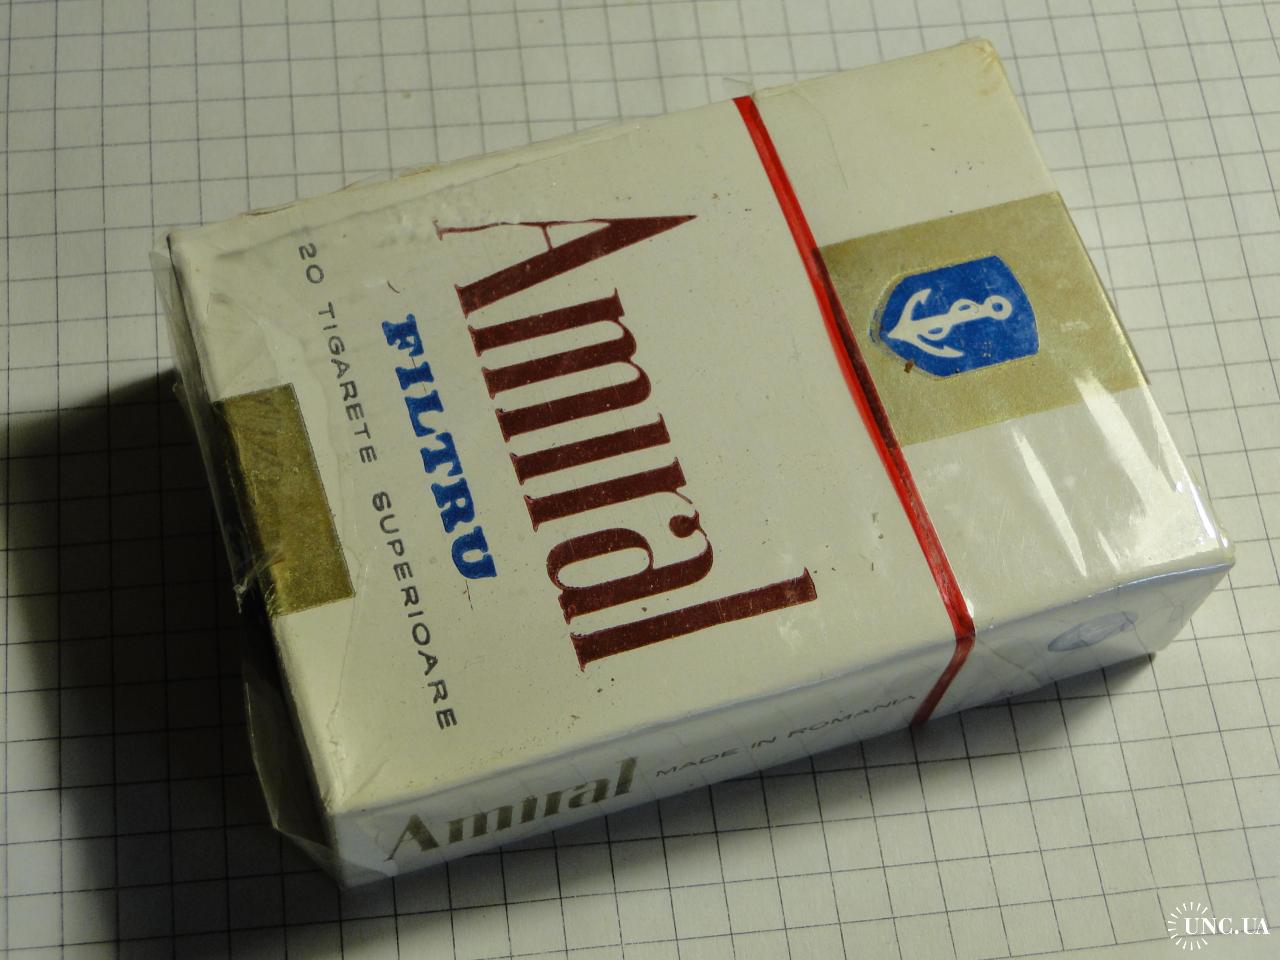 Amiral
FILTRU
20 TIGARETE SUPERIOARE
Amiral MADE IN ROMANIA
UNC.UA